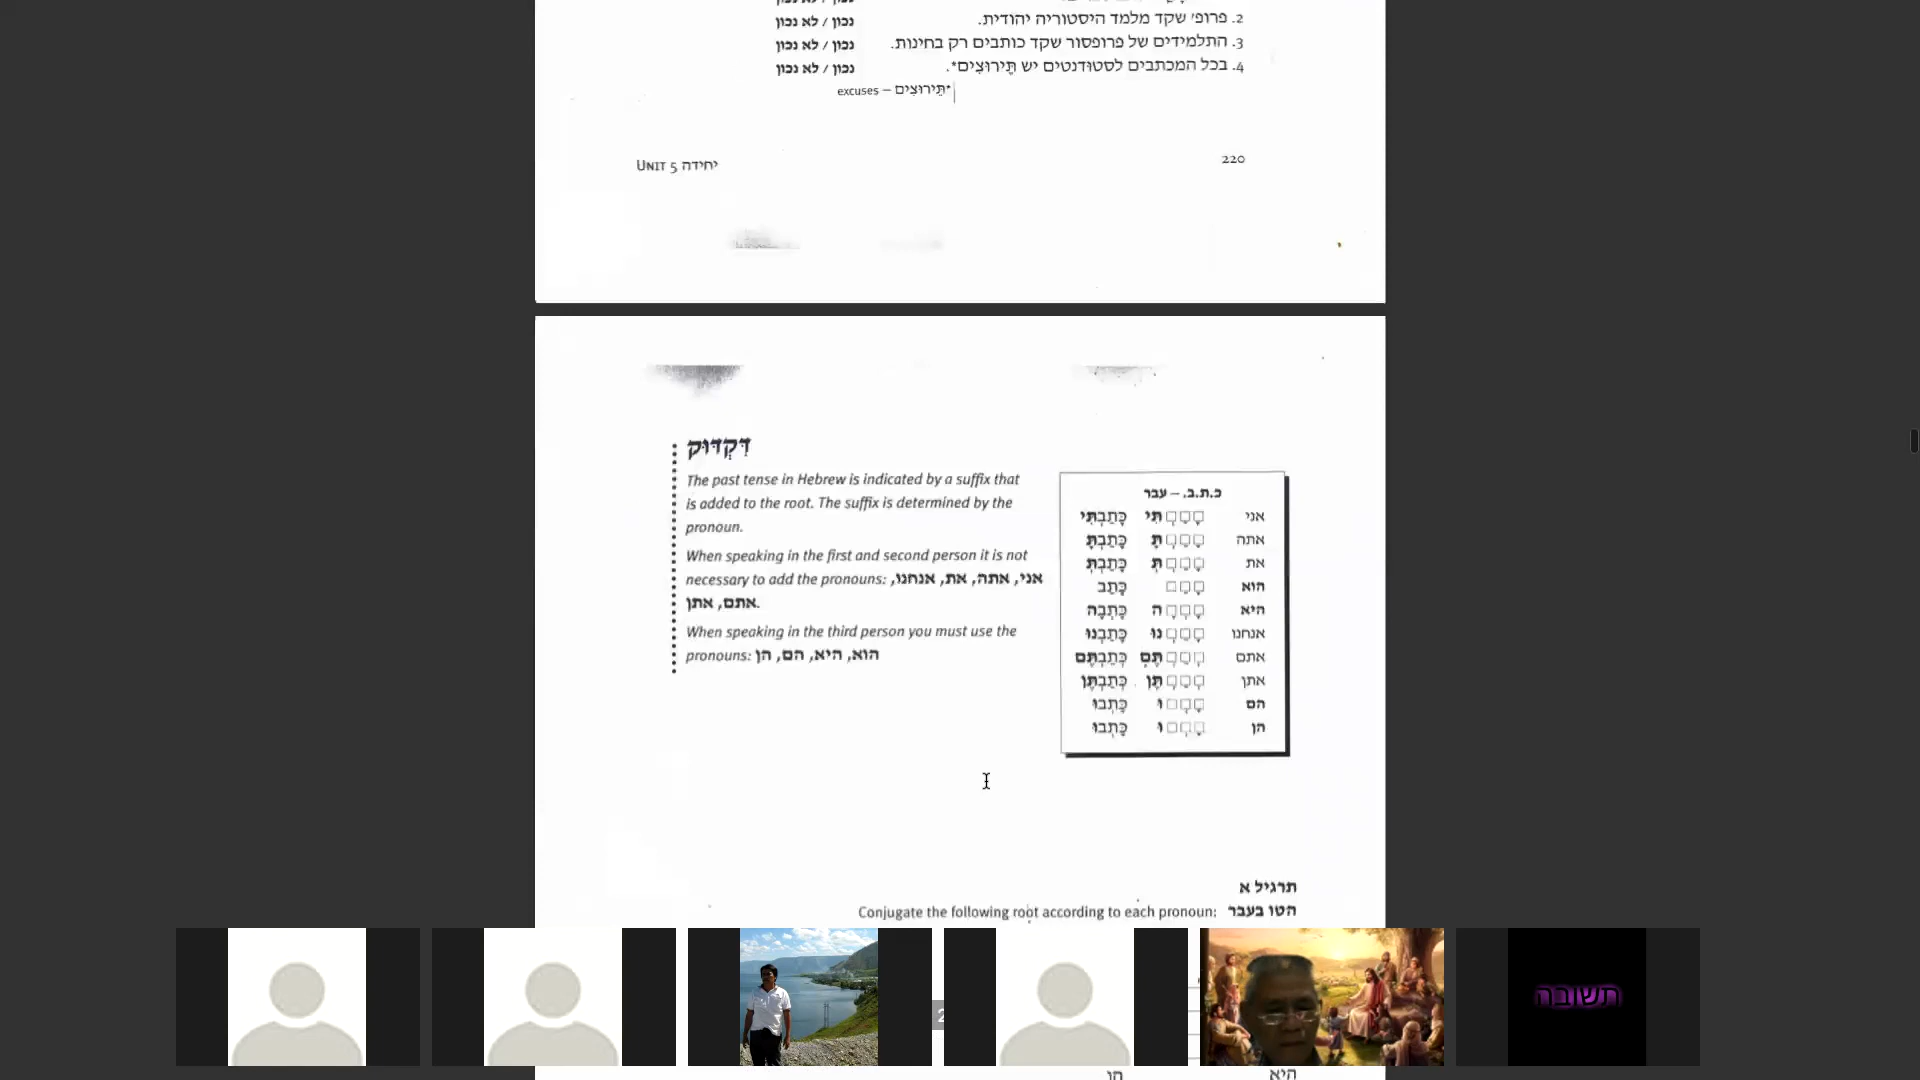 2. פרופ' שקד מלמד היסטוריה יהודית. נכון / לא נכון
3. התלמידים של פרופסור שקד כותבים רק בחינות. נכון / לא נכון
4. בכל המכתבים לסטודנטים יש תֵּירוּצִים*. נכון / לא נכון
*תֵּירוּצִים – excuses
UNIT 5 יחידה
220
דִּקְדּוּק
The past tense in Hebrew is indicated by a suffix that
is added to the root. The suffix is determined by the
pronoun.
When speaking in the first and second person it is not
necessary to add the pronouns: אני, אתה, את, אנחנו,
אתם, אתן.
When speaking in the third person you must use the
pronouns: הוא, היא, הם, הן
כ.ת.ב. – עבר
אני תִּי כָּתַבְתִּי
אתה תָּ כָּתַבְתָּ
את תְּ כָּתַבְתְּ
הוא כָּתַב
היא ה כָּתְבָה
אנחנו נוּ כָּתַבְנוּ
אתם תֶּם כְּתַבְתֶּם
אתן תֶּן כְּתַבְתֶּן
הם וּ כָּתְבוּ
הן וּ כָּתְבוּ
תרגיל א
הטו בעבר Conjugate the following root according to each pronoun:
היא הן
תשובה